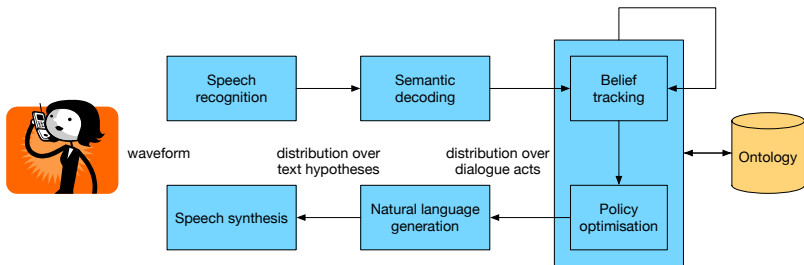 Speech
recognition
Semantic
decoding
Belief
tracking
waveform
distribution over
text hypotheses
distribution over
dialogue acts
Ontology
Speech synthesis
Natural language
generation
Policy
optimisation